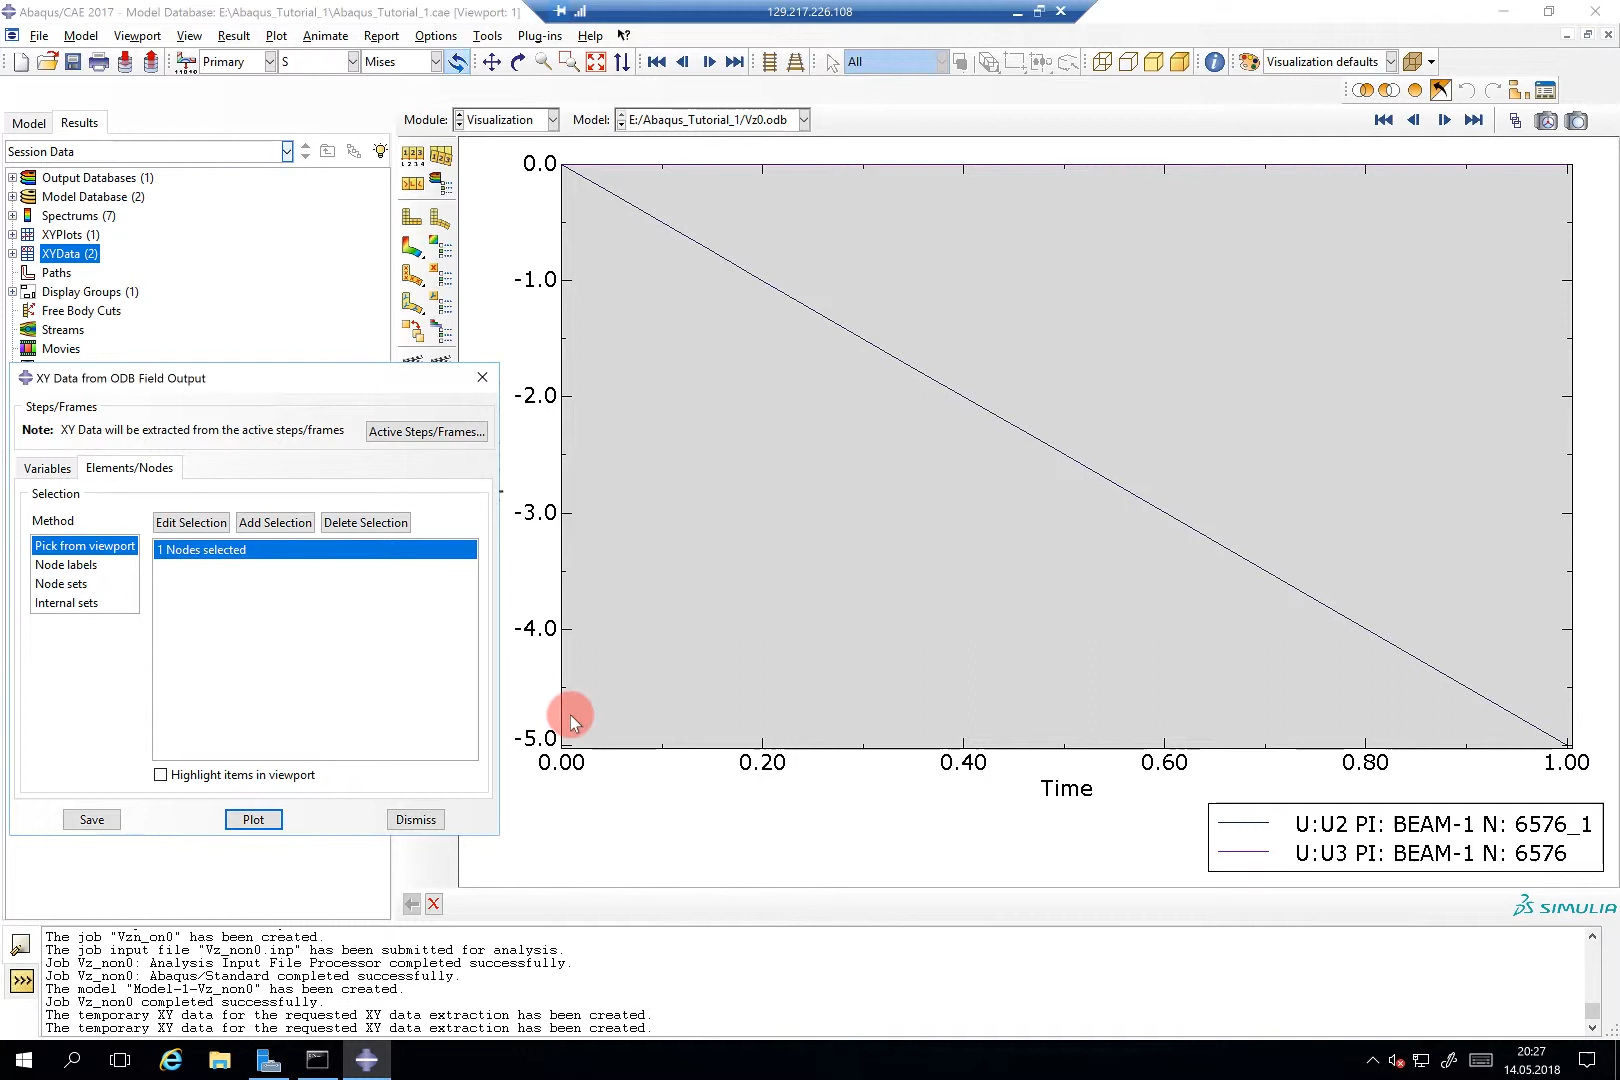 Abaqus/CAE 2017 - Model Database: E:\Abaqus_Tutorial_1\Abaqus_Tutorial_1.cae [Viewport: 1]
129.217.226.108
File Model Viewport View Result Plot Animate Report Options Tools Plug-ins Help
Primary S Mises All Visualization defaults
Model Results
Module: Visualization Model: E:/Abaqus_Tutorial_1/Vz0.odb
Session Data
Output Databases (1)
Model Database (2)
Spectrums (7)
XYPlots (1)
XYData (2)
Paths
Display Groups (1)
Free Body Cuts
Streams
Movies
XY Data from ODB Field Output
Steps/Frames
Note: XY Data will be extracted from the active steps/frames
Active Steps/Frames...
Variables Elements/Nodes
Selection
Method
Edit Selection Add Selection Delete Selection
Pick from viewport
Node labels
Node sets
Internal sets
1 Nodes selected
Highlight items in viewport
Save Plot Dismiss
0.0
-1.0
-2.0
-3.0
-4.0
-5.0
0.00 0.20 0.40 0.60 0.80 1.00
Time
U:U2 PI: BEAM-1 N: 6576_1
U:U3 PI: BEAM-1 N: 6576
SIMULIA
The job "Vzn_on0" has been created.
The job input file "Vz_non0.inp" has been submitted for analysis.
Job Vz_non0: Analysis Input File Processor completed successfully.
Job Vz_non0: Abaqus/Standard completed successfully.
The model "Model-1-Vz_non0" has been created.
Job Vz_non0 completed successfully.
The temporary XY data for the requested XY data extraction has been created.
The temporary XY data for the requested XY data extraction has been created.
20:27
14.05.2018